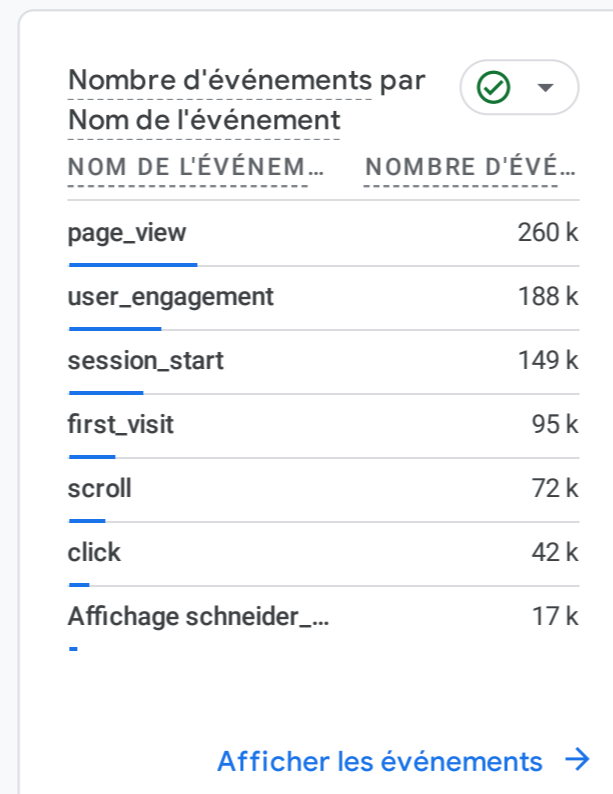 Nombre d'événements par
Nom de l'événement
NOM DE L'ÉVÉNEM… NOMBRE D'ÉVÉ…
page_view 260 k
user_engagement 188 k
session_start 149 k
first_visit 95 k
scroll 72 k
click 42 k
Affichage schneider_… 17 k
Afficher les événements